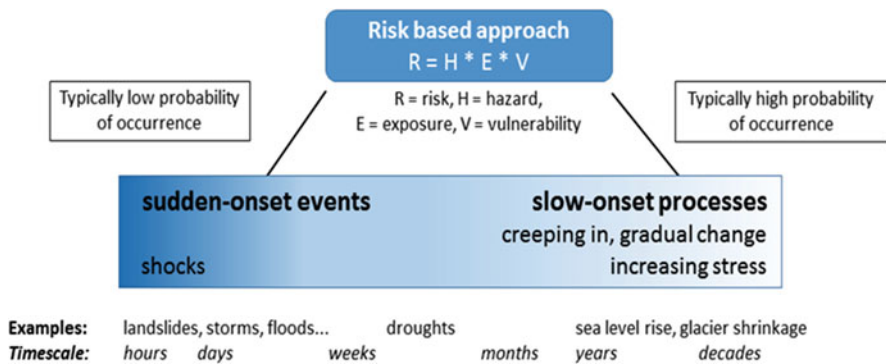 Risk based approach
R = H * E * V
Typically low probability
of occurrence
R = risk, H = hazard,
E = exposure, V = vulnerability
Typically high probability
of occurrence
sudden-onset events slow-onset processes
creeping in, gradual change
shocks increasing stress
Examples: landslides, storms, floods... droughts sea level rise, glacier shrinkage
Timescale: hours days weeks months years decades